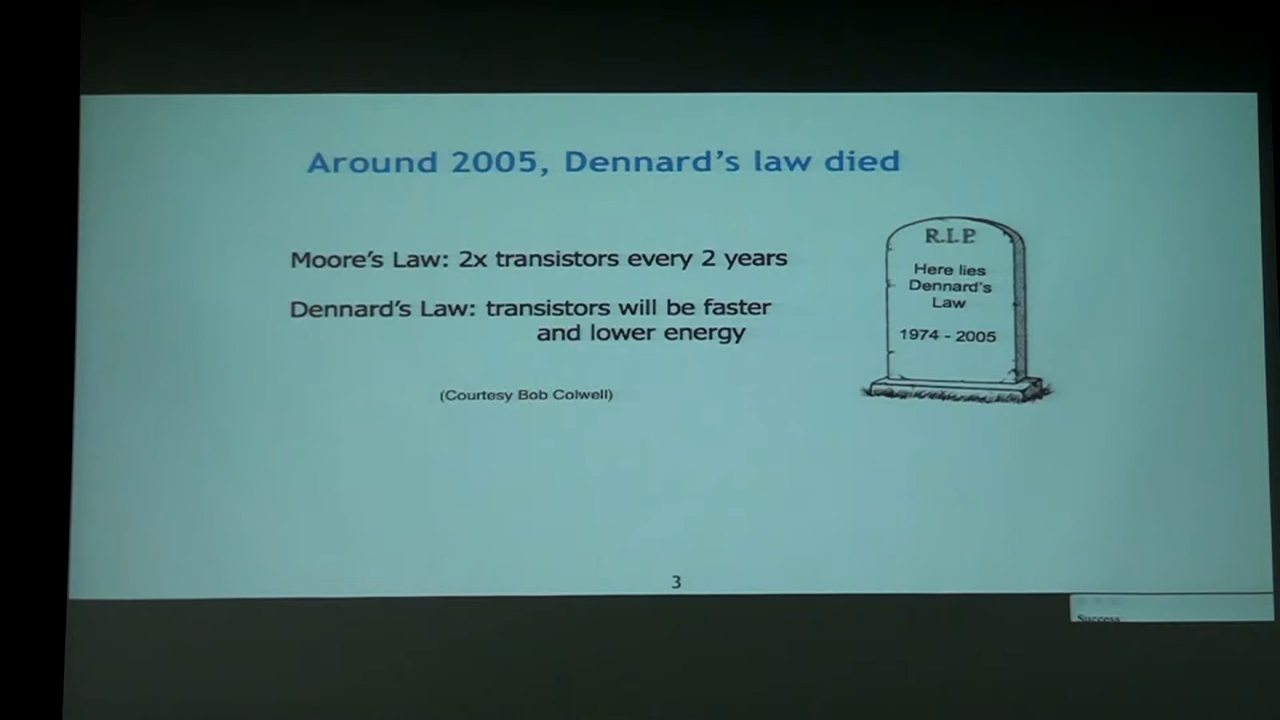 Around 2005, Dennard's law died
Moore's Law: 2x transistors every 2 years
Dennard's Law: transistors will be faster
and lower energy
(Courtesy Bob Colwell)
R.I.P.
Here lies
Dennard's
Law
1974 - 2005
3
Success